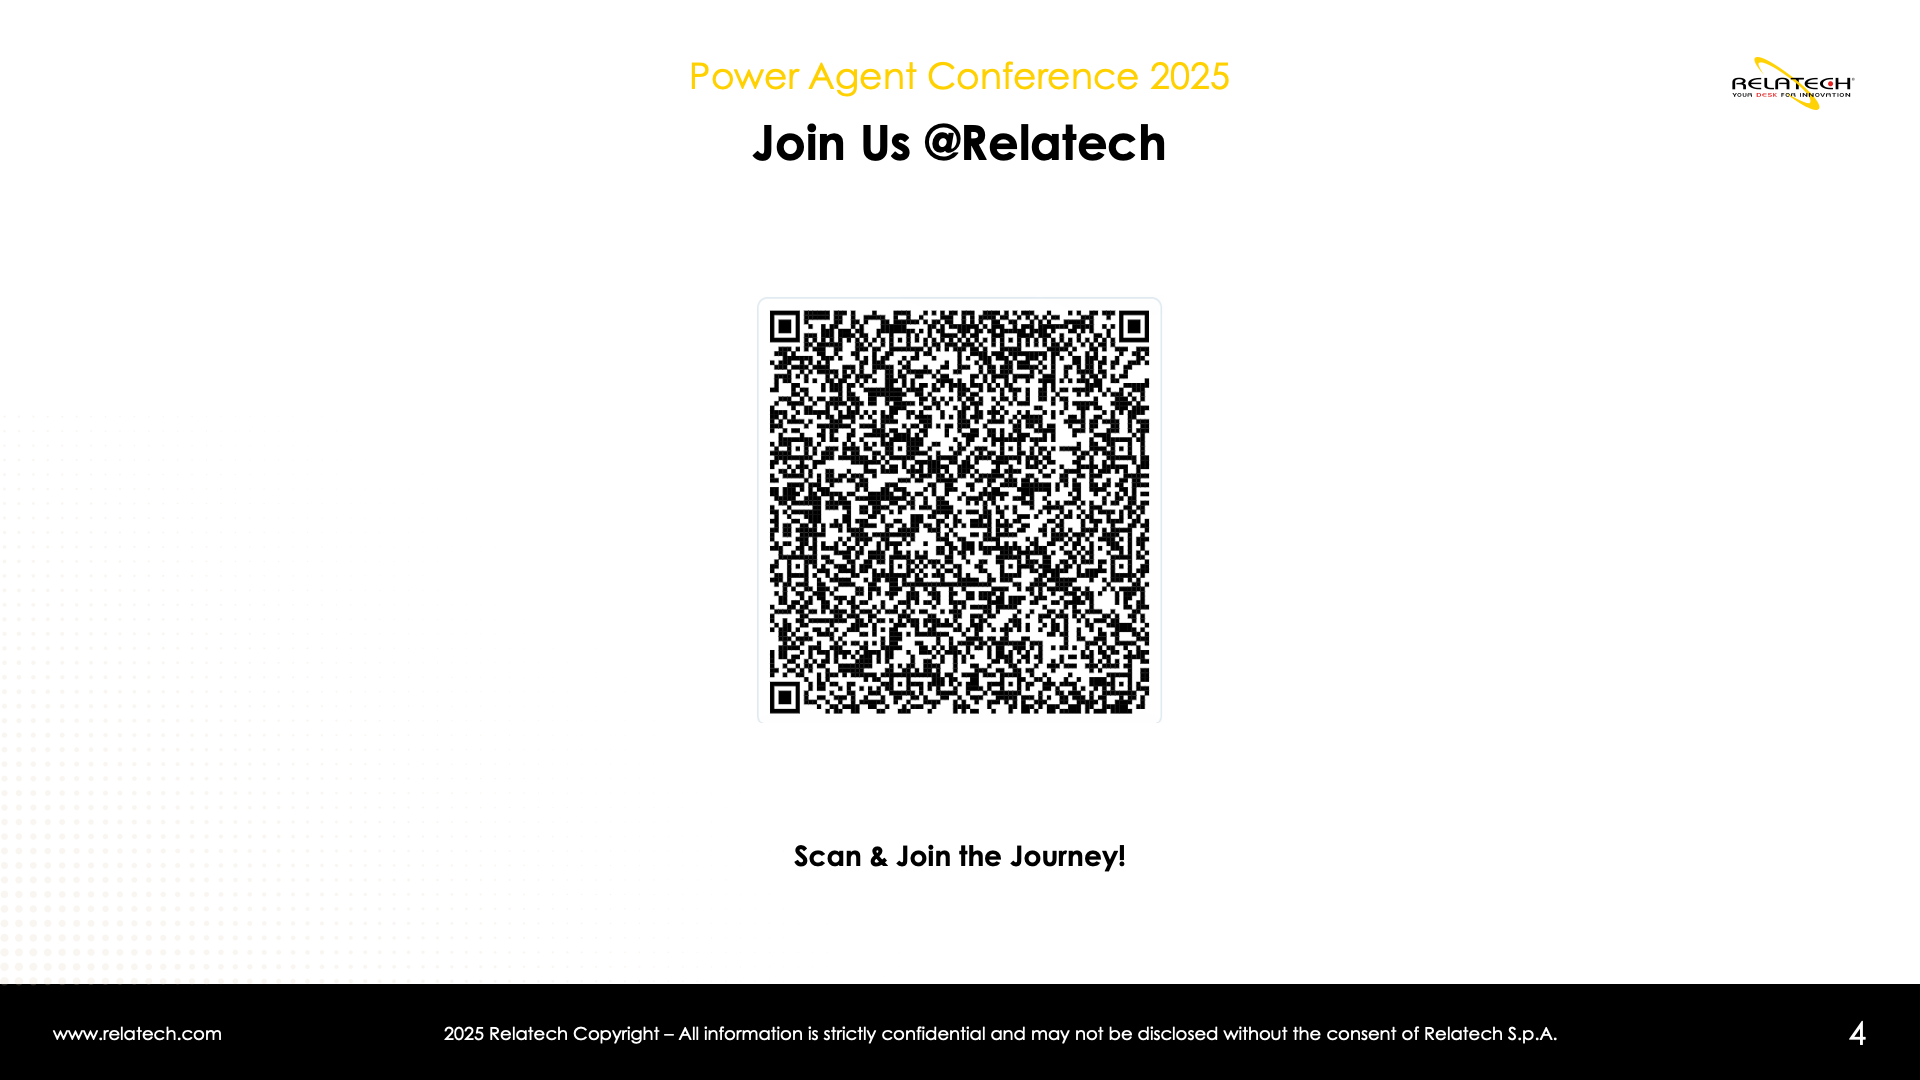 Power Agent Conference 2025
RELATECH
YOUR DESK FOR INNOVATION
Join Us @Relatech
Scan & Join the Journey!
www.relatech.com
2025 Relatech Copyright – All information is strictly confidential and may not be disclosed without the consent of Relatech S.p.A.
4